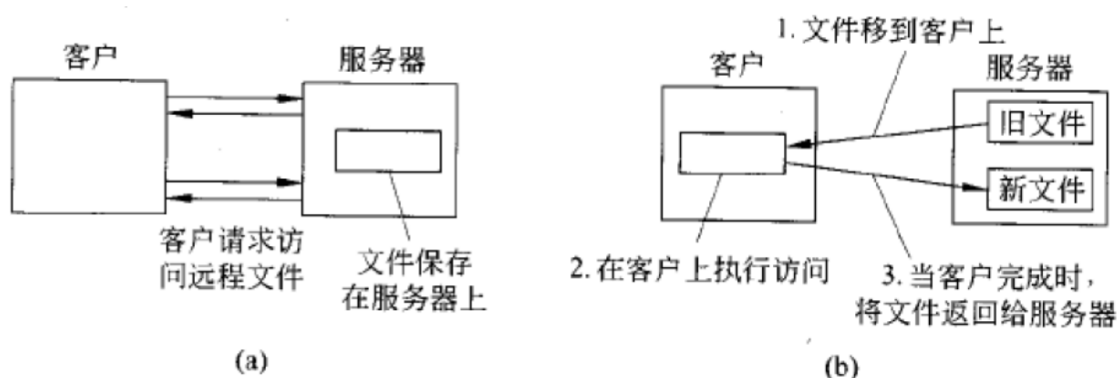 客户
服务器
客户请求访
问远程文件
文件保存
在服务器上
(a)
1. 文件移到客户上
客户
服务器
旧文件
新文件
2. 在客户上执行访问
3. 当客户完成时，
将文件返回给服务器
(b)